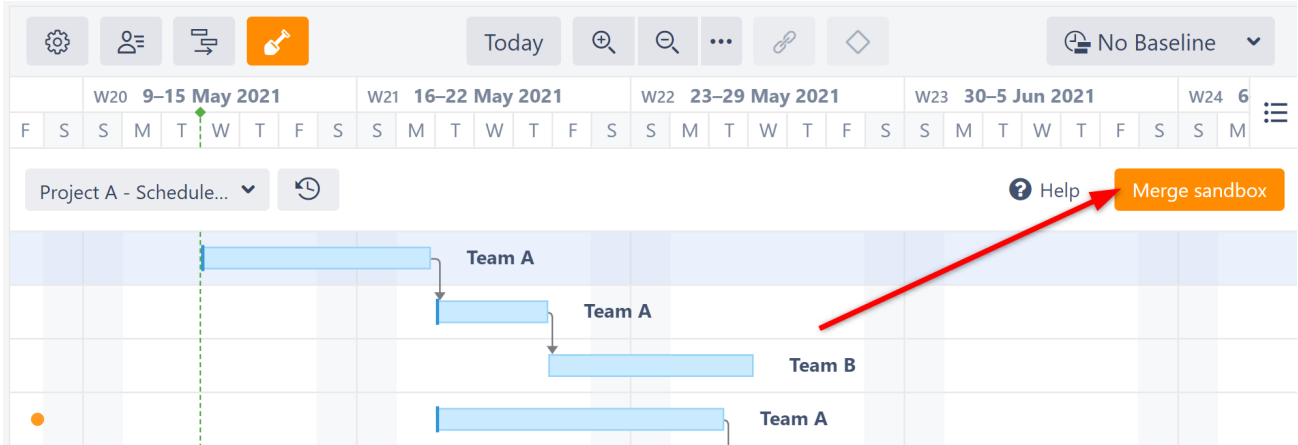 Today
No Baseline
W20 9–15 May 2021 W21 16–22 May 2021 W22 23–29 May 2021 W23 30–5 Jun 2021 W24 6
F S S M T W T F S S M T W T F S S M T W T F S S M T W T F S S M
Project A - Schedule...
Help
Merge sandbox
Team A
Team A
Team B
Team A